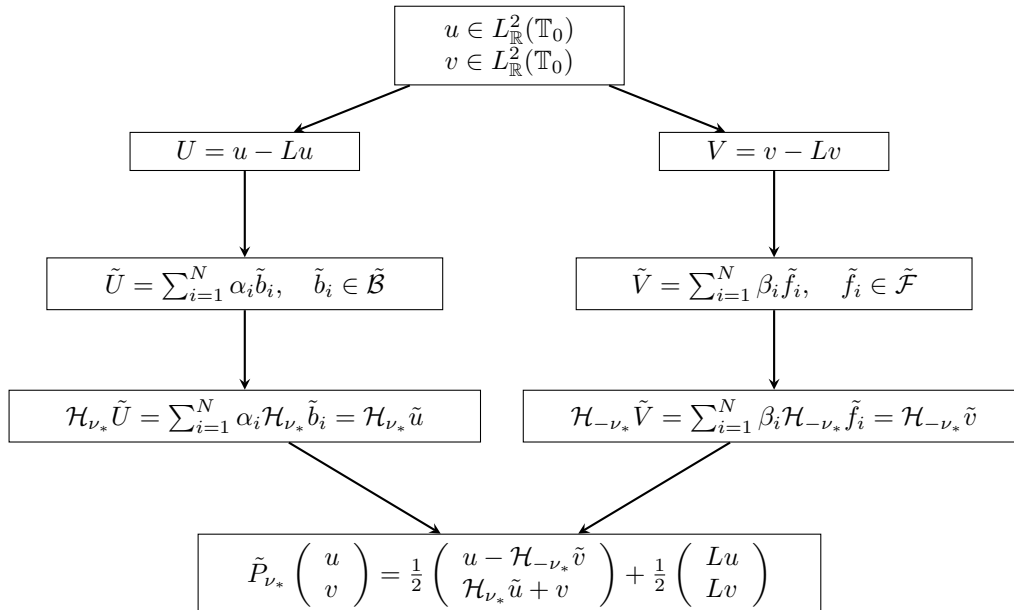 u ∈ L²_ℝ(𝕋₀)
v ∈ L²_ℝ(𝕋₀)
U = u − Lu
V = v − Lv
Ũ = ∑_{i=1}^{N} α_i b̃_i, b̃_i ∈ ℬ̃
Ṽ = ∑_{i=1}^{N} β_i f̃_i, f̃_i ∈ ℱ̃
ℋ_{ν_*} Ũ = ∑_{i=1}^{N} α_i ℋ_{ν_*} b̃_i = ℋ_{ν_*} ũ
ℋ_{−ν_*} Ṽ = ∑_{i=1}^{N} β_i ℋ_{−ν_*} f̃_i = ℋ_{−ν_*} ṽ
P̃_{ν_*} ( u v ) = ½ ( u − ℋ_{−ν_*} ṽ ℋ_{ν_*} ũ + v ) + ½ ( Lu Lv )